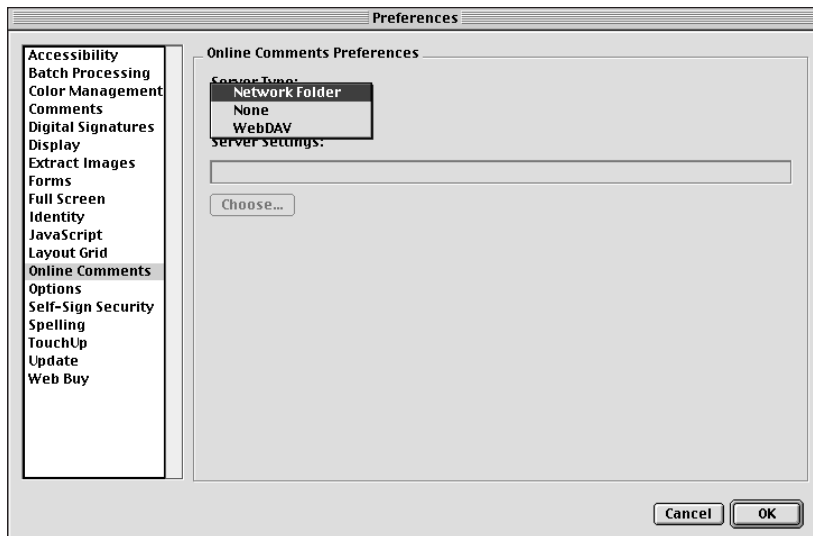 Preferences
Accessibility
Batch Processing
Color Management
Comments
Digital Signatures
Display
Extract Images
Forms
Full Screen
Identity
JavaScript
Layout Grid
Online Comments
Options
Self-Sign Security
Spelling
TouchUp
Update
Web Buy
Online Comments Preferences
Server Type:
Network Folder
None
WebDAV
Server Settings:
Choose...
Cancel
OK